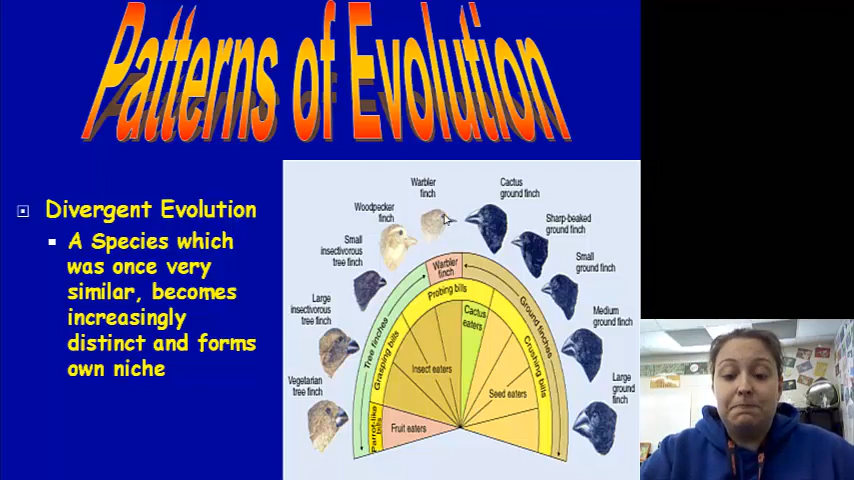 Patterns of Evolution
Divergent Evolution
A Species which
was once very
similar, becomes
increasingly
distinct and forms
own niche
Warbler
finch
Cactus
ground finch
Woodpecker
finch
Sharp-beaked
ground finch
Small
insectivorous
tree finch
Small
ground finch
Large
insectivorous
tree finch
Medium
ground finch
Vegetarian
tree finch
Large
ground
finch
Warbler
finch
Tree finches
Ground finches
Probing bills
Grasping bills
Crushing bills
Parrot-like
bills
Cactus
eaters
Insect eaters
Seed eaters
Fruit eaters